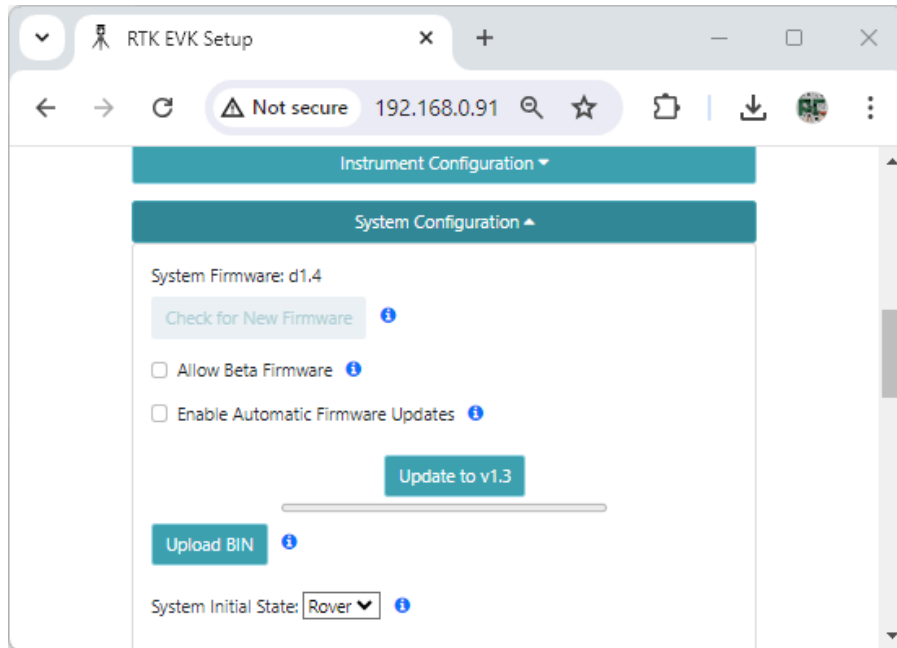 RTK EVK Setup
Not secure 192.168.0.91
Instrument Configuration
System Configuration
System Firmware: d1.4
Check for New Firmware
Allow Beta Firmware
Enable Automatic Firmware Updates
Update to v1.3
Upload BIN
System Initial State: Rover